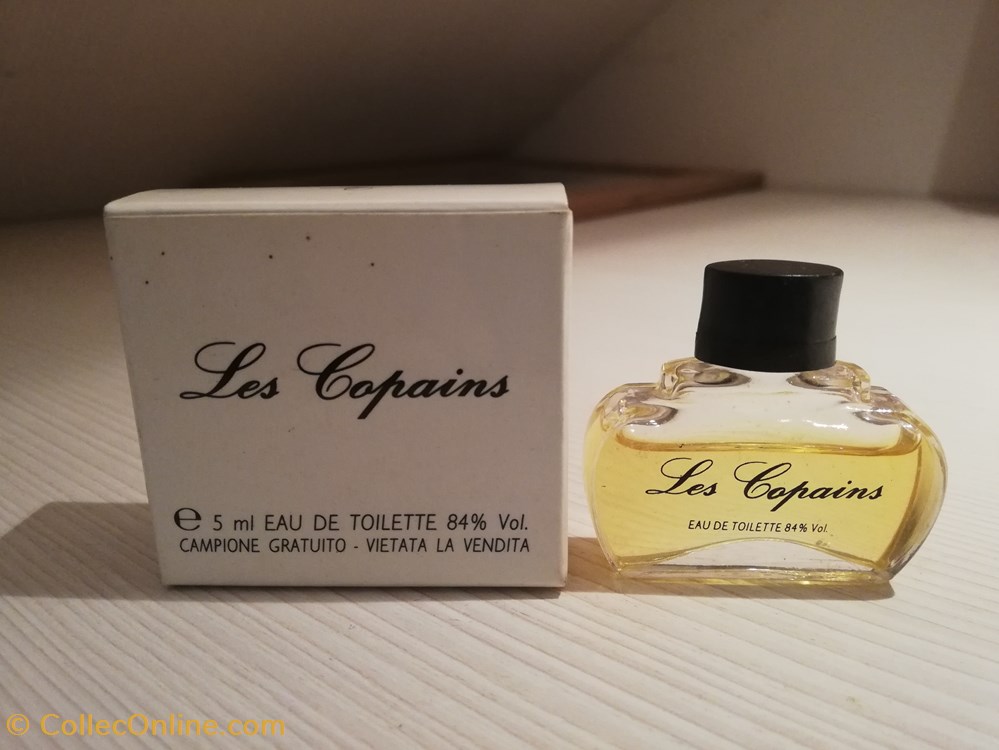 Les Copains
℮ 5 ml EAU DE TOILETTE 84% Vol.
CAMPIONE GRATUITO - VIETATA LA VENDITA
Les Copains
EAU DE TOILETTE 84% Vol.
© CollecOnline.com